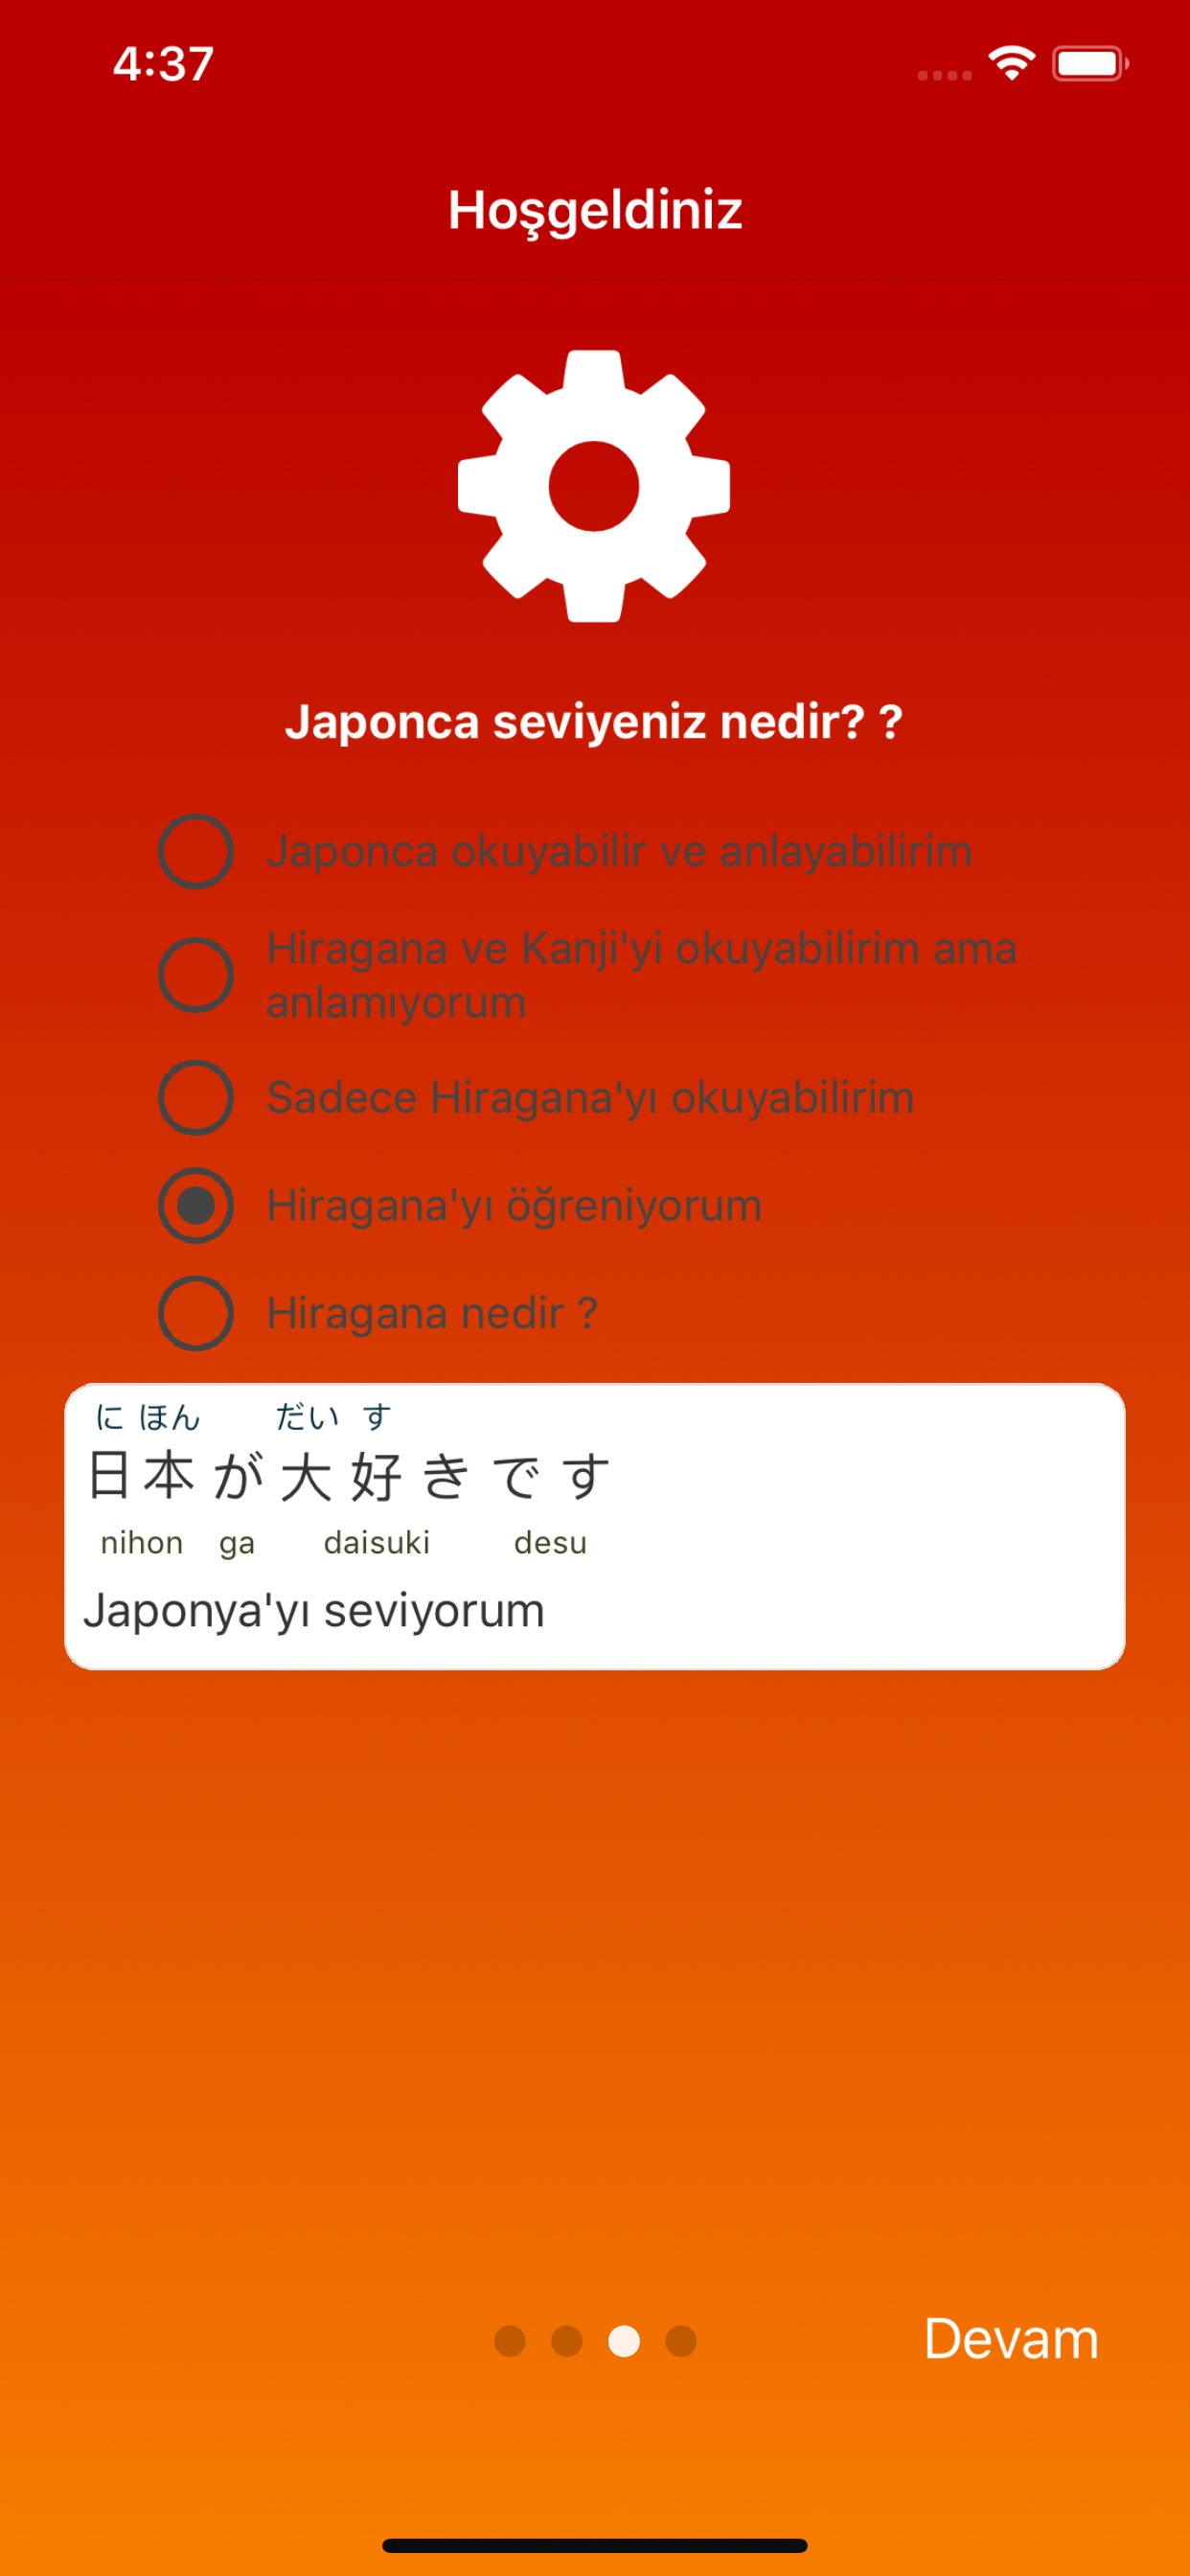 4:37
Hoşgeldiniz
Japonca seviyeniz nedir? ?
Japonca okuyabilir ve anlayabilirim
Hiragana ve Kanji'yi okuyabilirim ama
anlamıyorum
Sadece Hiragana'yı okuyabilirim
Hiragana'yı öğreniyorum
Hiragana nedir ?
に ほん だい す
日本が大好きです
nihon ga daisuki desu
Japonya'yı seviyorum
Devam